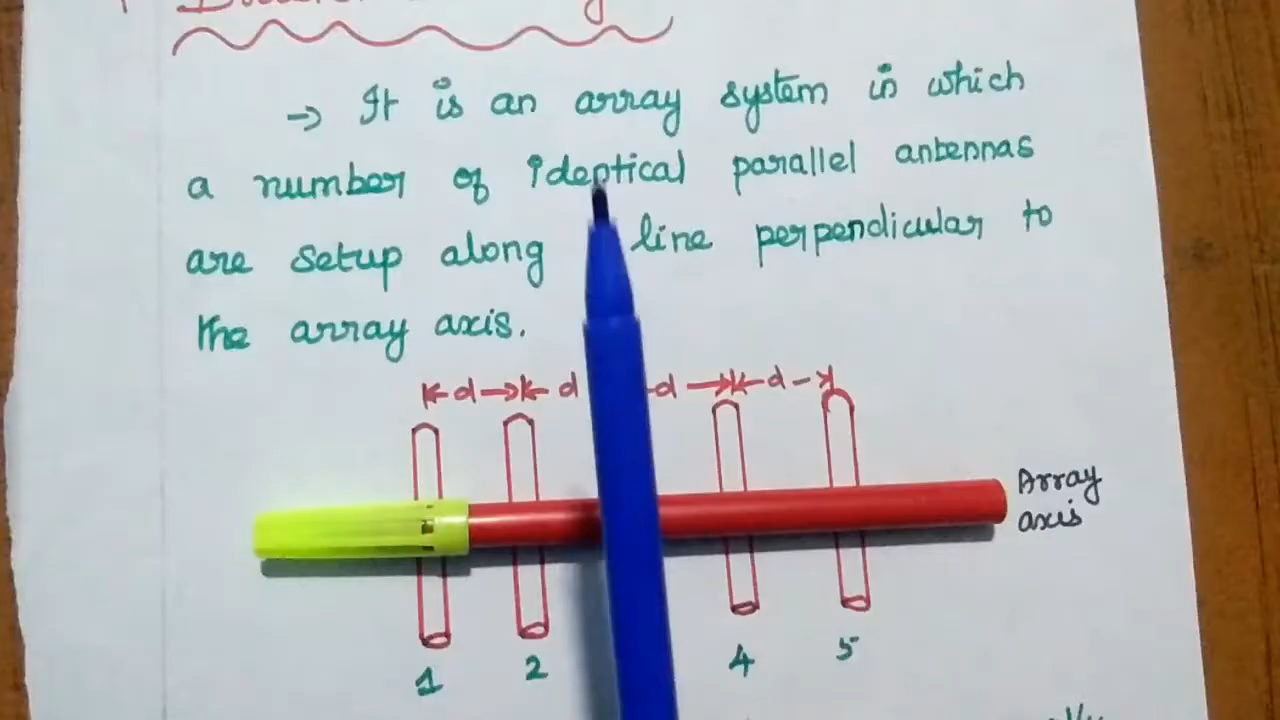 → It is an array system in which
a number of identical parallel antennas
are setup along line perpendicular to
the array axis.
d d d d
Array
axis
1 2 4 5